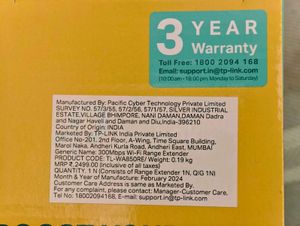 3 YEAR
Warranty
Toll Free: 1800 2094 168
Email: support.in@tp-link.com
(10:00 am - 18:00 pm, Monday to Saturday)
Manufactured By: Pacific Cyber Technology Private Limited
SURVEY NO. 57/3/55, 57/2/56, 57/1/57, SILVER INDUSTRIAL
ESTATE,VILLAGE BHIMPORE, NANI DAMAN,DAMAN Dadra
and Nagar Haveli and Daman and Diu,India-396210
Country of Origin: INDIA
Marketed By: TP-LINK India Private Limited
Office No-201, 2nd Floor, A-Wing, Time Square Building,
Marol Naka, Andheri Kurla Road, Andheri East, MUMBAI
Generic Name: 300Mbps Wi-Fi Range Extender
PRODUCT: TL-WA850RE/ Weight: 0.19 kg
MRP ₹ 2,499.00 (Inclusive of all taxes)
QUANTITY, 1 N (Consists of Range Extender 1N, QIG 1N)
Month & Year of Manufacture: February 2024
Customer Care Address is same as Marketed By.
For any complaint, please contact: Manager-Customer Care,
Tel No: 18002094168, Email: support.in@tp-link.com